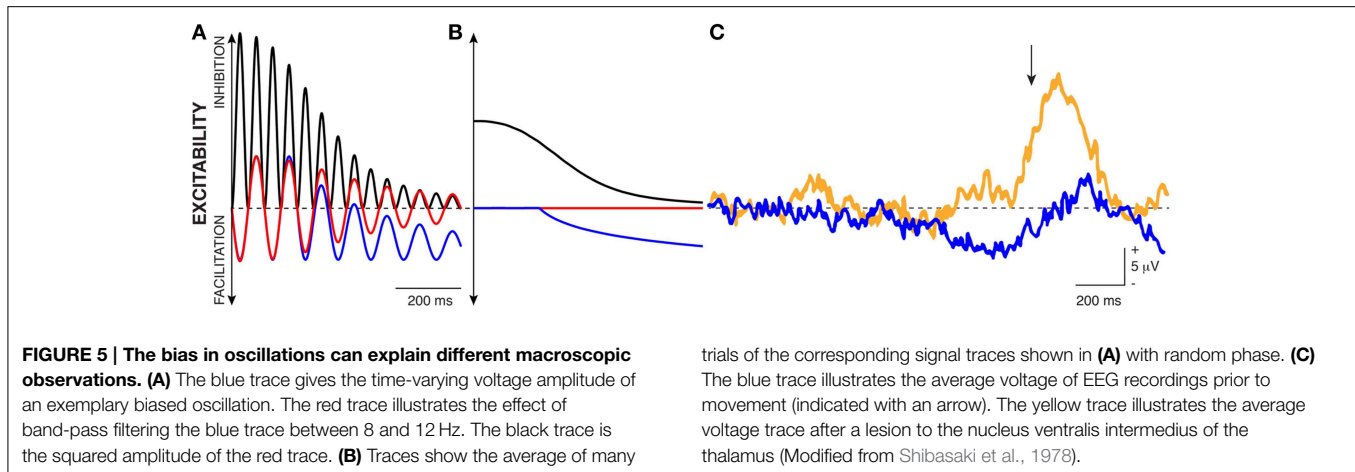 A
B
C
INHIBITION
EXCITABILITY
FACILITATION
200 ms
+
5 μV
-
200 ms
FIGURE 5 | The bias in oscillations can explain different macroscopic
observations. (A) The blue trace gives the time-varying voltage amplitude of
an exemplary biased oscillation. The red trace illustrates the effect of
band-pass filtering the blue trace between 8 and 12 Hz. The black trace is
the squared amplitude of the red trace. (B) Traces show the average of many
trials of the corresponding signal traces shown in (A) with random phase. (C)
The blue trace illustrates the average voltage of EEG recordings prior to
movement (indicated with an arrow). The yellow trace illustrates the average
voltage trace after a lesion to the nucleus ventralis intermedius of the
thalamus (Modified from Shibasaki et al., 1978).